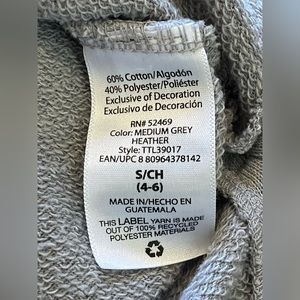 60% Cotton/Algodón
40% Polyester/Poliéster
Exclusive of Decoration
Exclusivo de Decoración
RN# 52469
Color: MEDIUM GREY
HEATHER
Style: TTL39017
EAN/UPC 8 80964378142
S/CH
(4-6)
MADE IN/HECHO EN
GUATEMALA
THIS LABEL YARN IS MADE
OUT OF 100% RECYCLED
POLYESTER MATERIALS